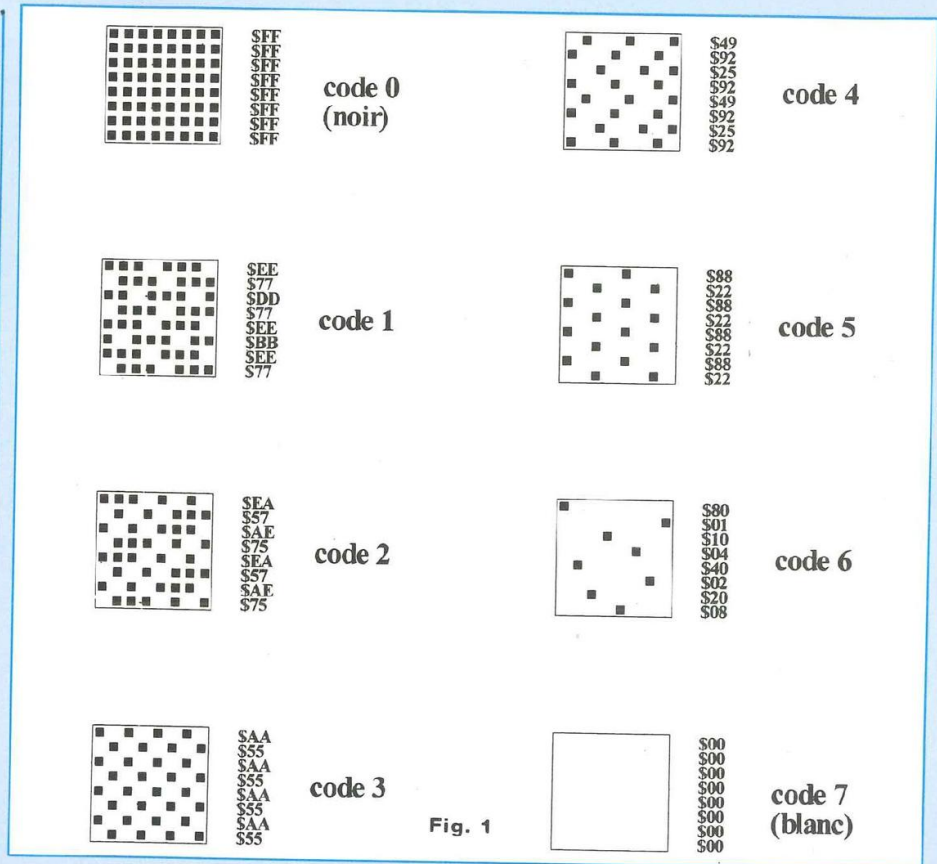 $FF
$FF
$FF
$FF
$FF
$FF
$FF
$FF
code 0
(noir)
$49
$92
$25
$92
$49
$92
$25
$92
code 4
$EE
$77
$DD
$77
$EE
$BB
$EE
$77
code 1
$88
$22
$88
$22
$88
$22
$88
$22
code 5
$EA
$57
$AE
$75
$EA
$57
$AE
$75
code 2
$80
$01
$10
$04
$40
$02
$20
$08
code 6
$AA
$55
$AA
$55
$AA
$55
$AA
$55
code 3
$00
$00
$00
$00
$00
$00
$00
$00
code 7
(blanc)
Fig. 1